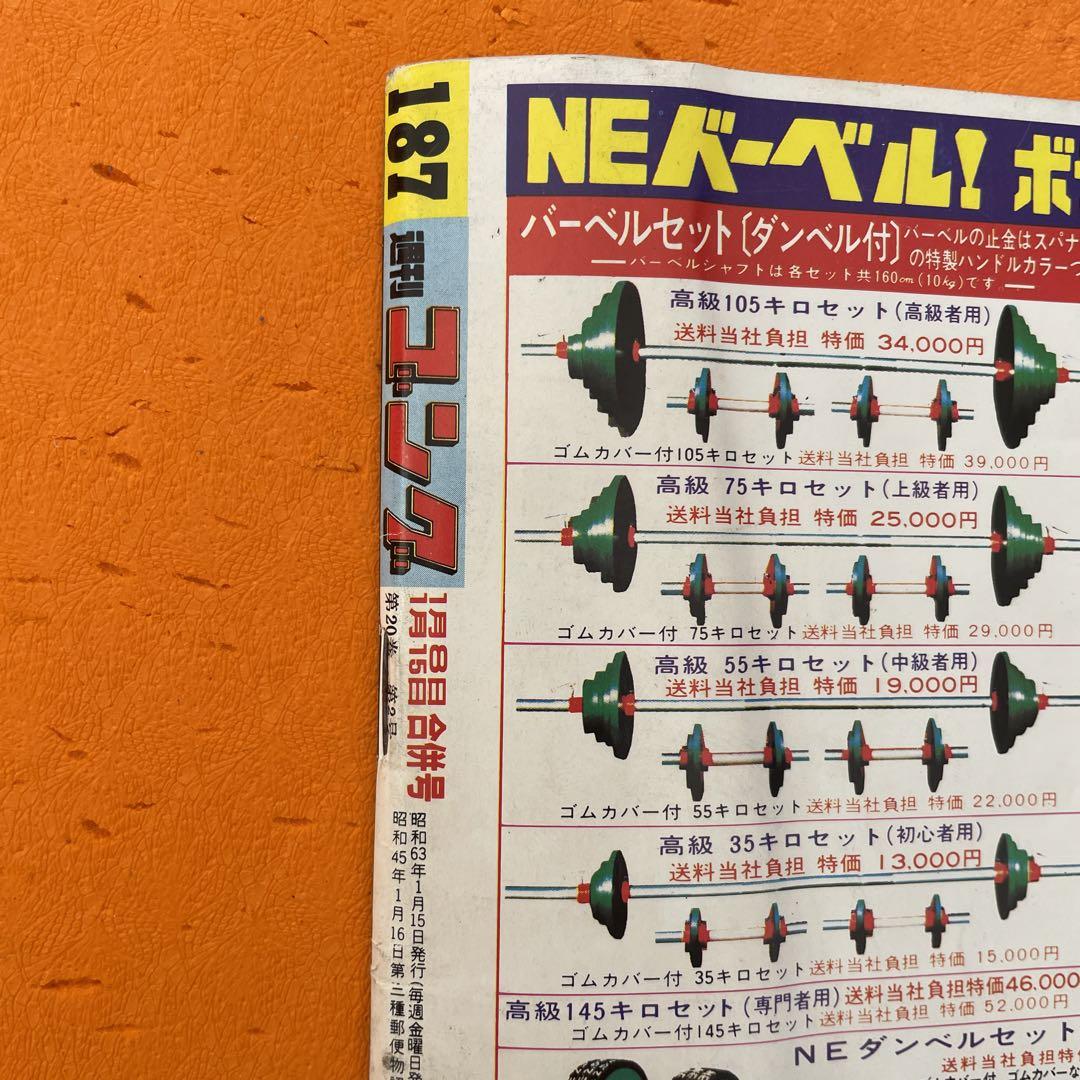 187
週刊
ゴング
1月8日
1月15日
合併号
第20巻 第2号
昭和63年1月15日発行(毎週金曜日発
昭和45年1月16日第三種郵便物
NEバーベル! ボー
バーベルセット〔ダンベル付〕
バーベルの止金はスパナ
の特製ハンドルカラーつ
バーベルシャフトは各セット共160cm(10kg)です
高級105キロセット(高級者用)
送料当社負担 特価 34,000円
ゴムカバー付105キロセット送料当社負担 特価 39,000円
高級 75キロセット(上級者用)
送料当社負担 特価 25,000円
ゴムカバー付 75キロセット送料当社負担 特価 29,000円
高級 55キロセット(中級者用)
送料当社負担 特価 19,000円
ゴムカバー付 55キロセット送料当社負担 特価 22,000円
高級 35キロセット(初心者用)
送料当社負担 特価 13,000円
ゴムカバー付 35キロセット送料当社負担 特価 15,000円
高級145キロセット(専門者用)送料当社負担特価46,000
ゴムカバー付145キロセット送料当社負担 特価 52,000円
NEダンベルセット
送料当社負担特
ゴムカバーな